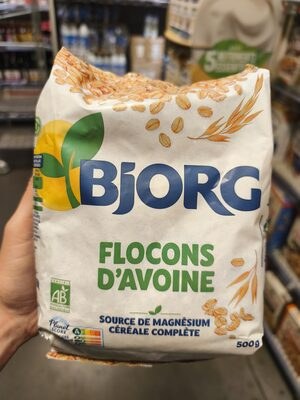 BJORG
FLOCONS
D'AVOINE
AB
SOURCE DE MAGNÉSIUM
CÉRÉALE COMPLÈTE
500g